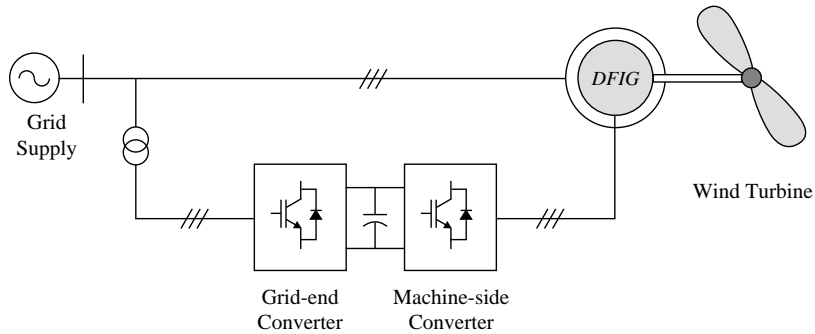 DFIG
Grid
Supply
Wind Turbine
Grid-end
Converter
Machine-side
Converter